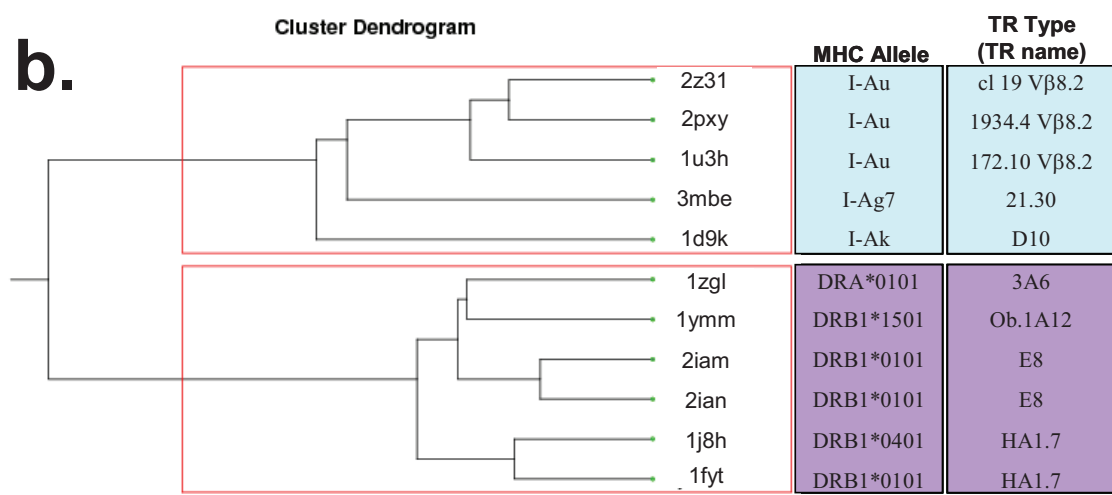 b.
Cluster Dendrogram
MHC Allele
TR Type
(TR name)
2z31 I-Au cl 19 Vβ8.2
2pxy I-Au 1934.4 Vβ8.2
1u3h I-Au 172.10 Vβ8.2
3mbe I-Ag7 21.30
1d9k I-Ak D10
1zgl DRA*0101 3A6
1ymm DRB1*1501 Ob.1A12
2iam DRB1*0101 E8
2ian DRB1*0101 E8
1j8h DRB1*0401 HA1.7
1fyt DRB1*0101 HA1.7